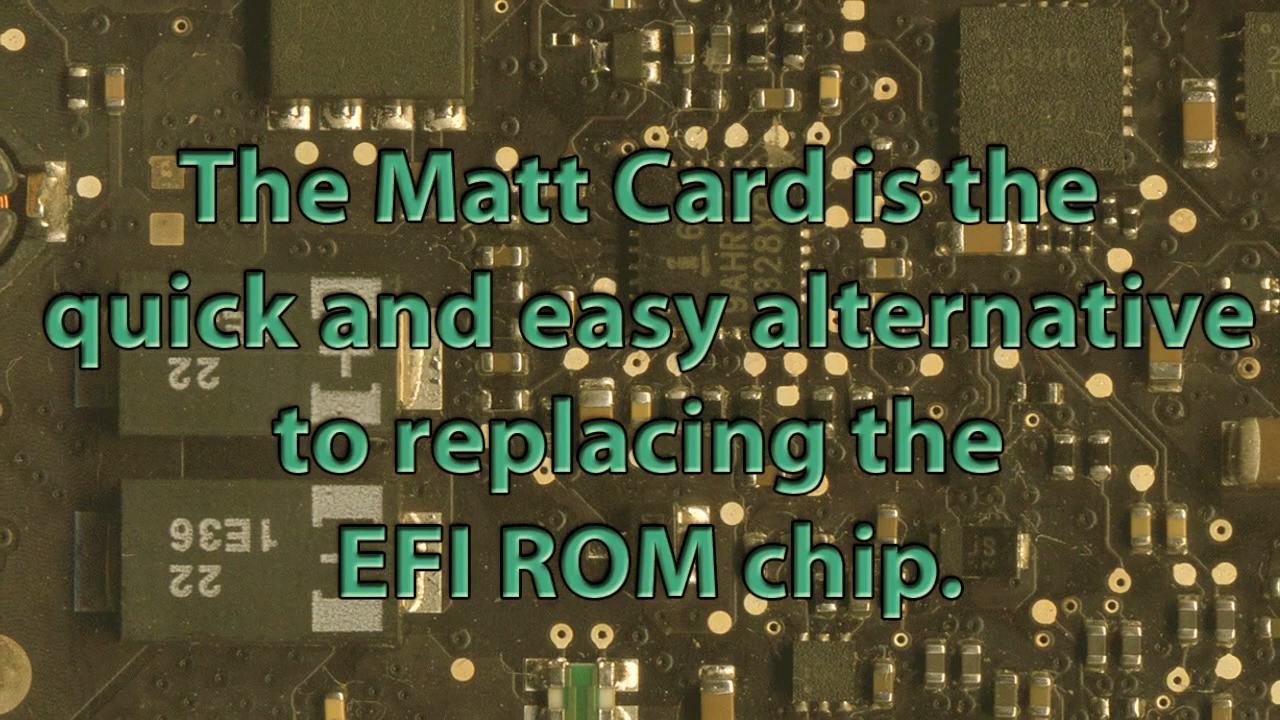 The Matt Card is the
quick and easy alternative
to replacing the
EFI ROM chip.
22
1E36
22